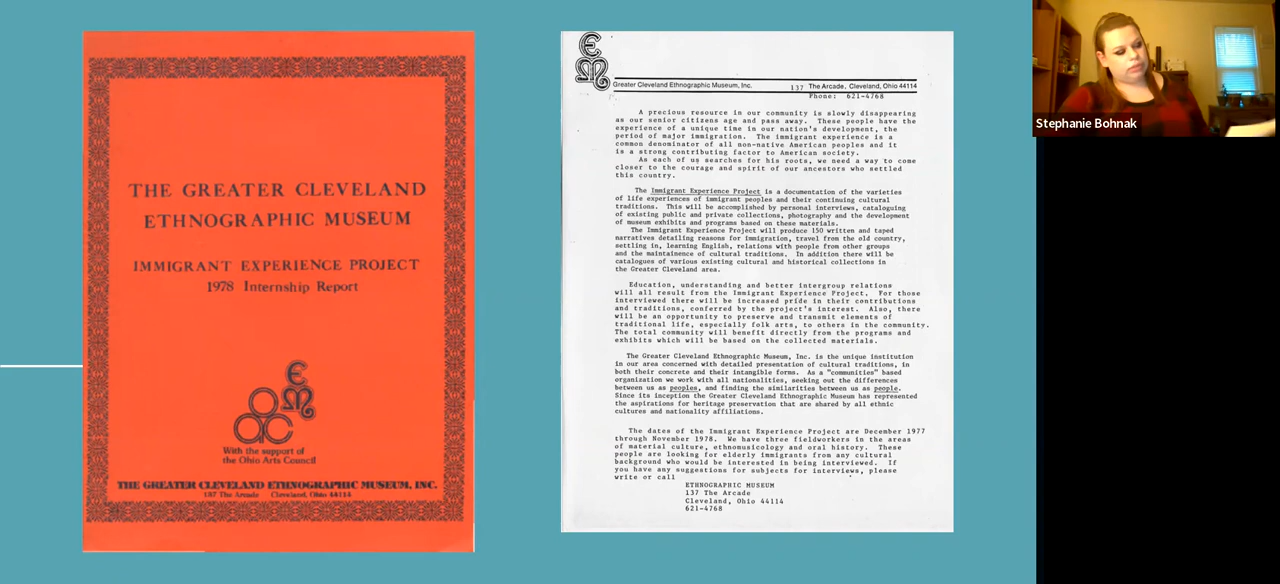 THE GREATER CLEVELAND
ETHNOGRAPHIC MUSEUM
IMMIGRANT EXPERIENCE PROJECT
1978 Internship Report
With the support of
the Ohio Arts Council
THE GREATER CLEVELAND ETHNOGRAPHIC MUSEUM, INC.
137 The Arcade Cleveland, Ohio 44114
Greater Cleveland Ethnographic Museum, Inc. 137 The Arcade, Cleveland, Ohio 44114
Phone: 621-4768
A precious resource in our community is slowly disappearing
as our senior citizens age and pass away. These people have the
experience of a unique time in our nation's development, the
period of major immigration. The immigrant experience is a
common denominator of all non-native American peoples and it
is a strong contributing factor to American society.
As each of us searches for his roots, we need a way to come
closer to the courage and spirit of our ancestors who settled
this country.
The Immigrant Experience Project is a documentation of the varieties
of life experiences of immigrant peoples and their continuing cultural
traditions. This will be accomplished by personal interviews, cataloguing
of existing public and private collections, photography and the development
of museum exhibits and programs based on these materials.
The Immigrant Experience Project will produce 150 written and taped
narratives detailing reasons for immigration, travel from the old country,
settling in, learning English, relations with people from other groups
and the maintainence of cultural traditions. In addition there will be
catalogues of various existing cultural and historical collections in
the Greater Cleveland area.
Education, understanding and better intergroup relations
will all result from the Immigrant Experience Project. For those
interviewed there will be increased pride in their contributions
and traditions, conferred by the project's interest. Also, there
will be an opportunity to preserve and transmit elements of
traditional life, especially folk arts, to others in the community.
The total community will benefit directly from the programs and
exhibits which will be based on the collected materials.
The Greater Cleveland Ethnographic Museum, Inc. is the unique institution
in our area concerned with detailed presentation of cultural traditions, in
both their concrete and their intangible forms. As a "communities" based
organization we work with all nationalities, seeking out the differences
between us as peoples, and finding the similarities between us as people.
Since its inception the Greater Cleveland Ethnographic Museum has represented
the aspirations for heritage preservation that are shared by all ethnic
cultures and nationality affiliations.
The dates of the Immigrant Experience Project are December 1977
through November 1978. We have three fieldworkers in the areas
of material culture, ethnomusicology and oral history. These
people are looking for elderly immigrants from any cultural
background who would be interested in being interviewed. If
you have any suggestions for subjects for interviews, please
write or call
ETHNOGRAPHIC MUSEUM
137 The Arcade
Cleveland, Ohio 44114
621-4768
Stephanie Bohnak